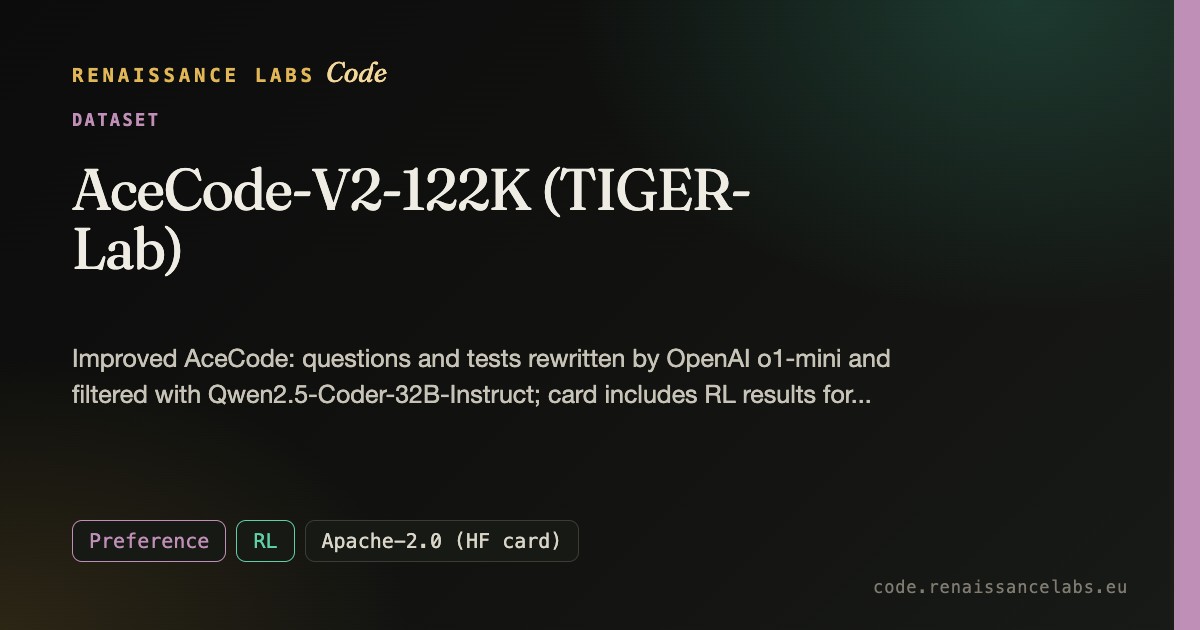 RENAISSANCE LABS Code
DATASET
AceCode-V2-122K (TIGER-
Lab)
Improved AceCode: questions and tests rewritten by OpenAI o1-mini and
filtered with Qwen2.5-Coder-32B-Instruct; card includes RL results for...
Preference RL Apache-2.0 (HF card)
code.renaissancelabs.eu